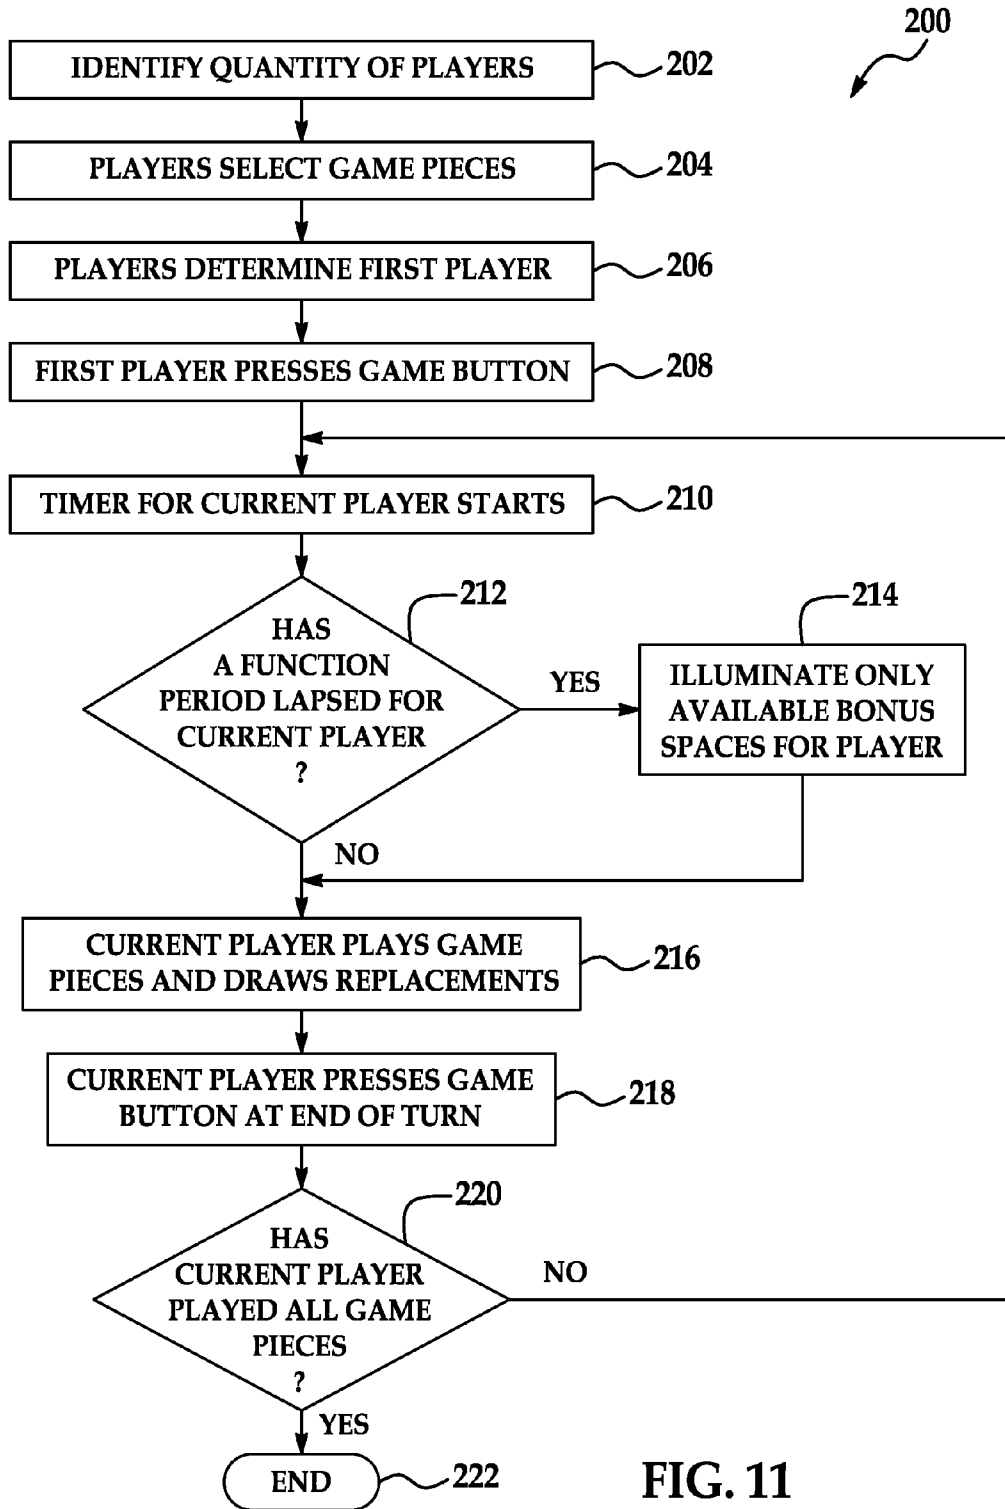 200
IDENTIFY QUANTITY OF PLAYERS
202
PLAYERS SELECT GAME PIECES
204
PLAYERS DETERMINE FIRST PLAYER
206
FIRST PLAYER PRESSES GAME BUTTON
208
TIMER FOR CURRENT PLAYER STARTS
210
HAS
A FUNCTION
PERIOD LAPSED FOR
CURRENT PLAYER
?
212
YES
214
ILLUMINATE ONLY
AVAILABLE BONUS
SPACES FOR PLAYER
NO
CURRENT PLAYER PLAYS GAME
PIECES AND DRAWS REPLACEMENTS
216
CURRENT PLAYER PRESSES GAME
BUTTON AT END OF TURN
218
HAS
CURRENT PLAYER
PLAYED ALL GAME
PIECES
?
220
NO
YES
END
222
FIG. 11